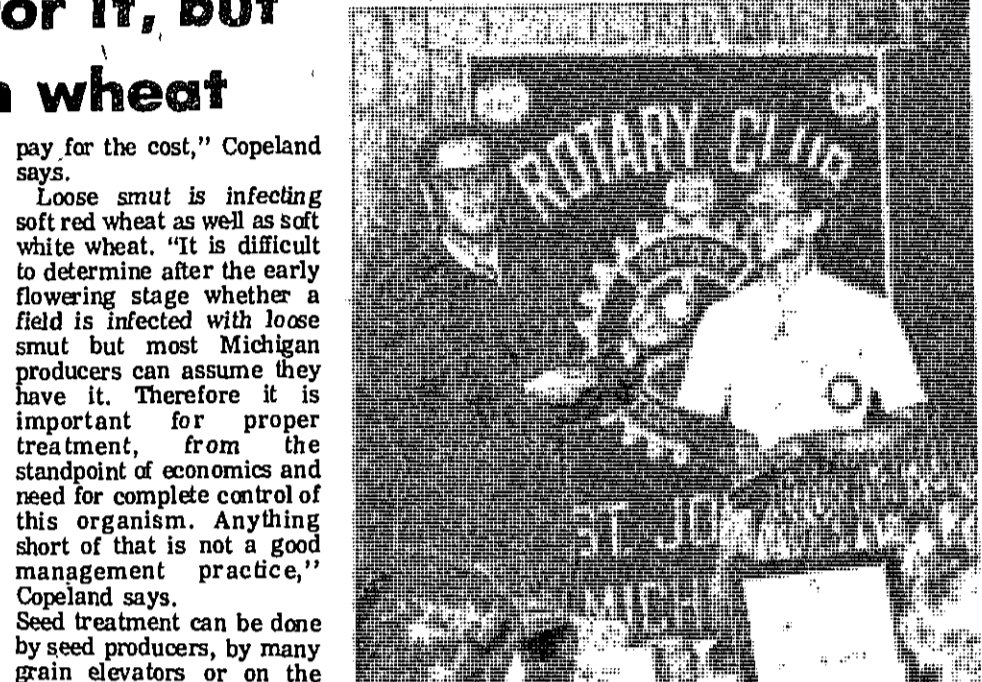 or it, but
wheat
pay for the cost," Copeland
says.
Loose smut is infecting
soft red wheat as well as soft
white wheat. "It is difficult
to determine after the early
flowering stage whether a
field is infected with loose
smut but most Michigan
producers can assume they
have it. Therefore it is
important for proper
treatment, from the
standpoint of economics and
need for complete control of
this organism. Anything
short of that is not a good
management practice,"
Copeland says.
Seed treatment can be done
by seed producers, by many
grain elevators or on the
ROTARY CLUB
ST. JO
MICH